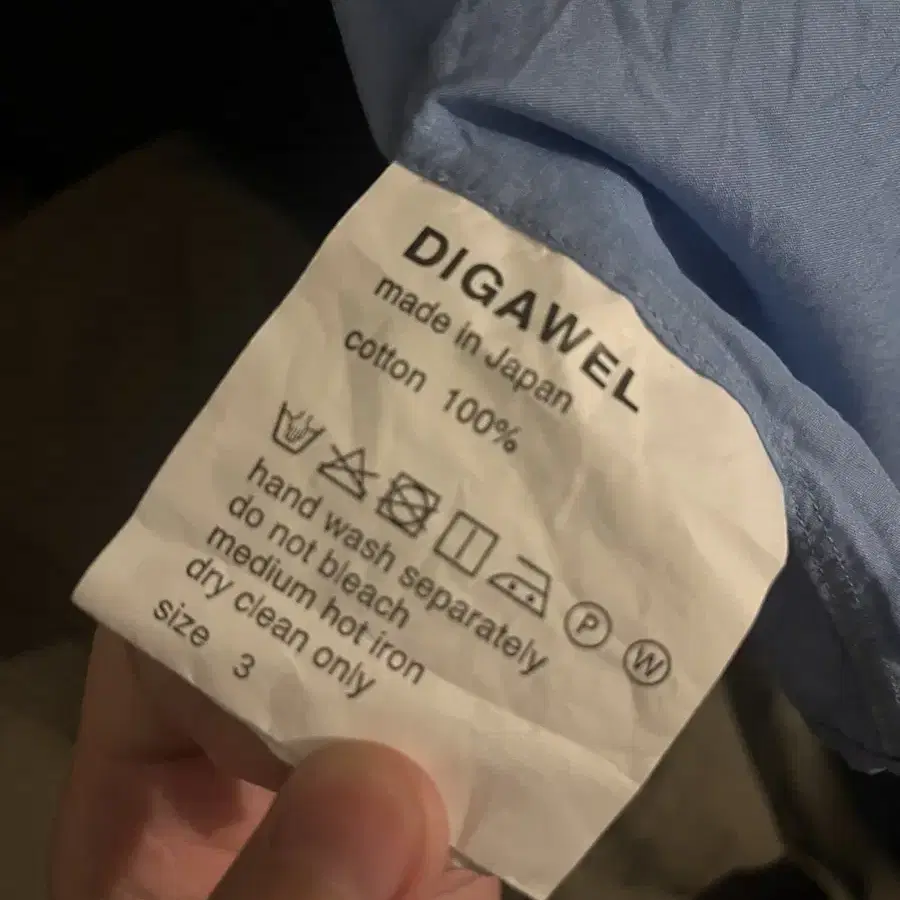 DIGAWEL
made in Japan
cotton 100%
P W
hand wash separately
do not bleach
medium hot iron
dry clean only
size 3